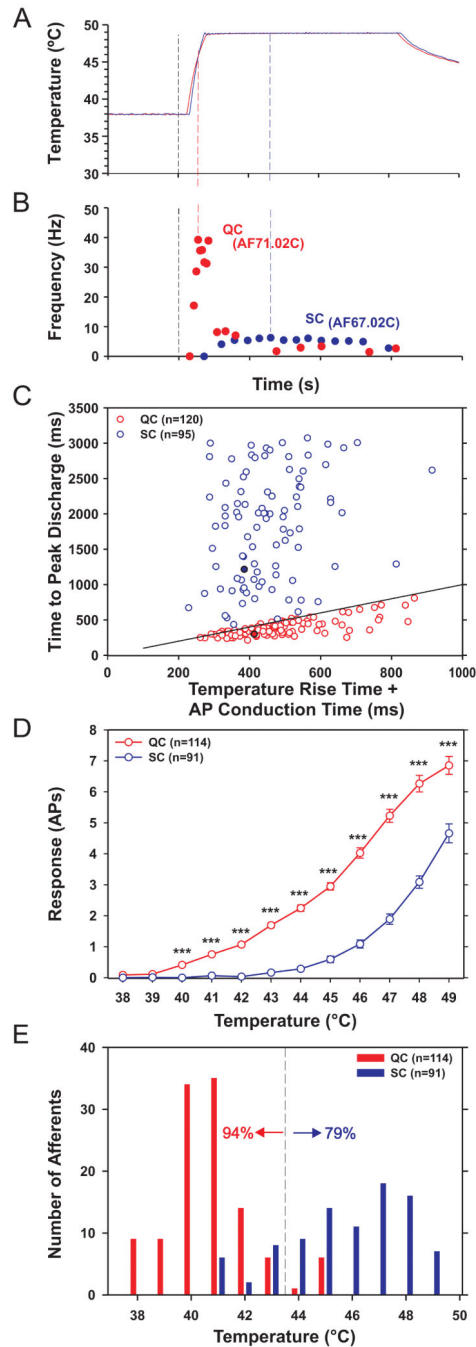 A
Temperature (°C)
50
45
40
35
30
B
Frequency (Hz)
50
40
30
20
10
0
QC
(AF71.02C)
SC (AF67.02C)
Time (s)
C
Time to Peak Discharge (ms)
3500
3000
2500
2000
1500
1000
500
0
QC (n=120)
SC (n=95)
0 200 400 600 800 1000
Temperature Rise Time +
AP Conduction Time (ms)
D
Response (APs)
8
7
6
5
4
3
2
1
0
QC (n=114)
SC (n=91)
*** *** *** *** *** *** *** *** *** ***
38 39 40 41 42 43 44 45 46 47 48 49
Temperature (°C)
E
Number of Afferents
40
30
20
10
0
QC (n=114)
SC (n=91)
94% 79%
38 40 42 44 46 48 50
Temperature (°C)